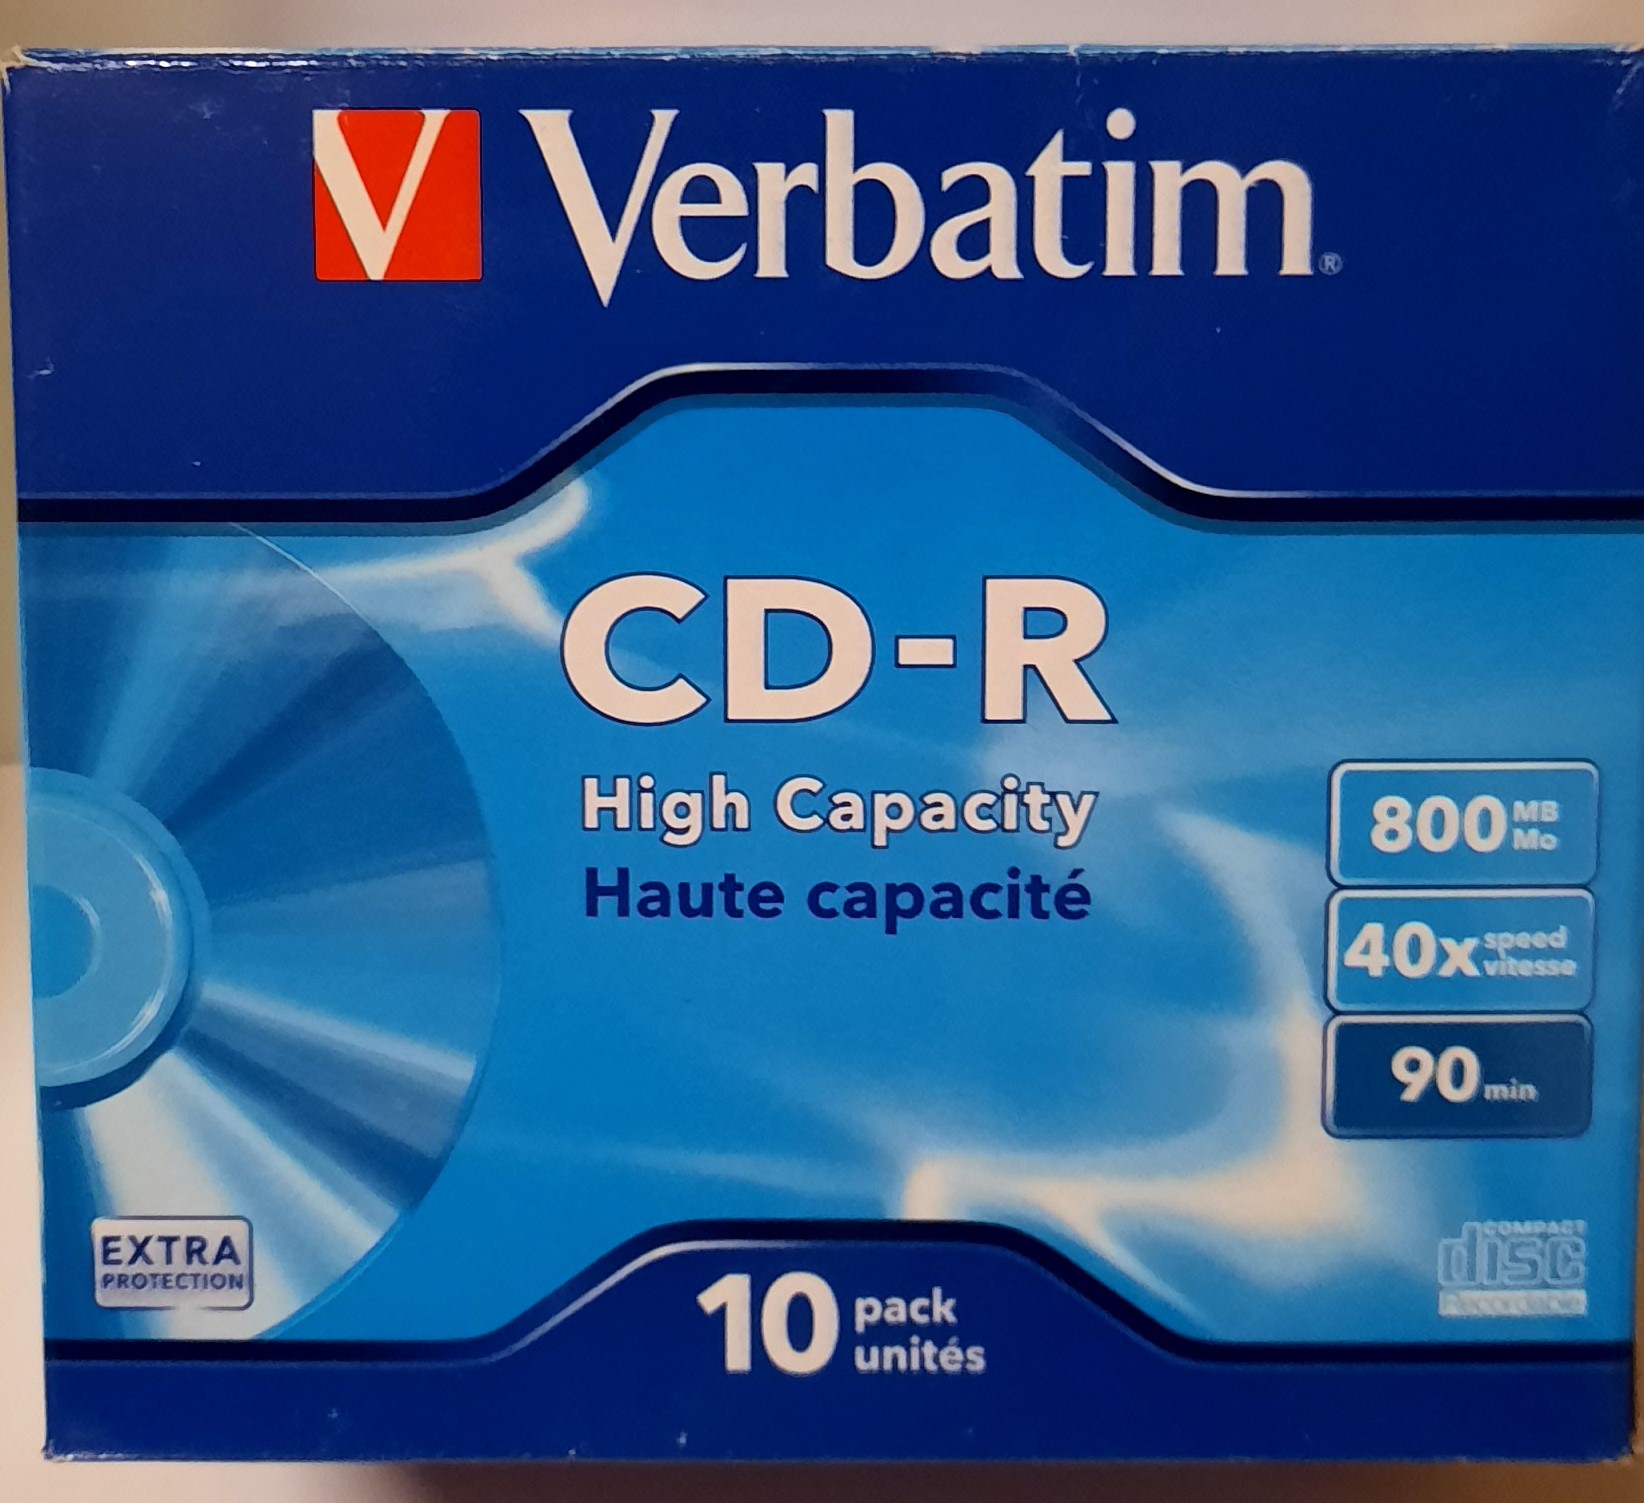 V Verbatim®
CD-R
High Capacity
Haute capacité
800 MB
Mo
40x speed
vitesse
90 min
EXTRA
PROTECTION
10 pack
unités
COMPACT
disc
Recordable